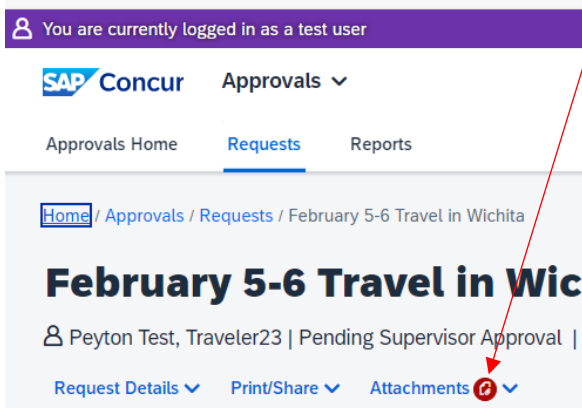 You are currently logged in as a test user
SAP Concur Approvals
Approvals Home Requests Reports
Home / Approvals / Requests / February 5-6 Travel in Wichita
February 5-6 Travel in Wic
Peyton Test, Traveler23 | Pending Supervisor Approval |
Request Details Print/Share Attachments